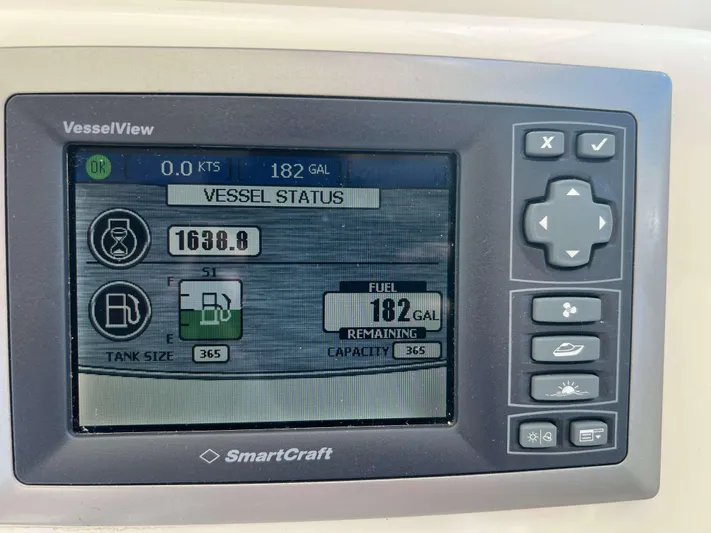 VesselView
OK 0.0 KTS 182 GAL
VESSEL STATUS
1638.8
S1
F
E
FUEL
182 GAL
REMAINING
TANK SIZE 365 CAPACITY 365
SmartCraft
X